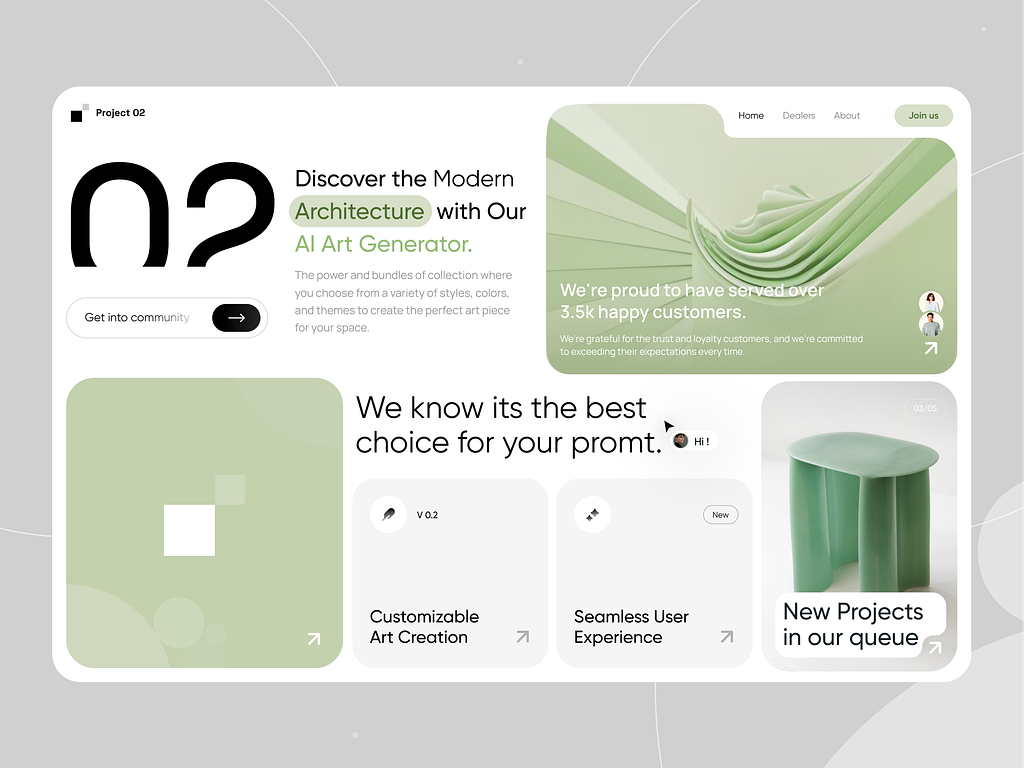 Project 02
Home
Dealers
About
Join us
02
Discover the Modern
Architecture with Our
AI Art Generator.
The power and bundles of collection where
you choose from a variety of styles, colors,
and themes to create the perfect art piece
for your space.
Get into community
We're proud to have served over
3.5k happy customers.
We're grateful for the trust and loyalty customers, and we're committed
to exceeding their expectations every time.
We know its the best
choice for your promt.
Hi !
V 0.2
Customizable
Art Creation
New
Seamless User
Experience
03/05
New Projects
in our queue